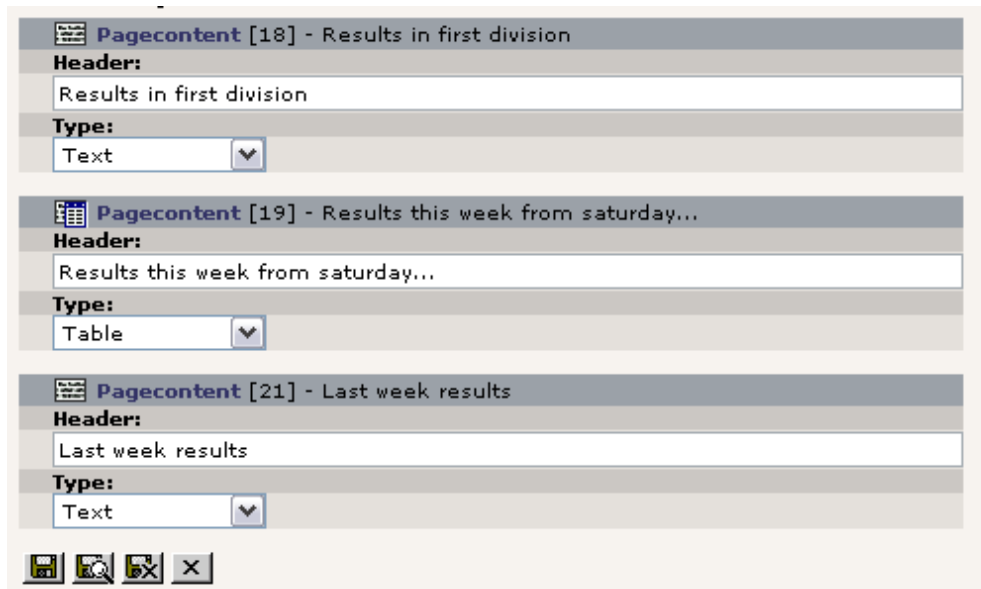 Pagecontent [18] - Results in first division
Header:
Results in first division
Type:
Text
Pagecontent [19] - Results this week from saturday...
Header:
Results this week from saturday...
Type:
Table
Pagecontent [21] - Last week results
Header:
Last week results
Type:
Text